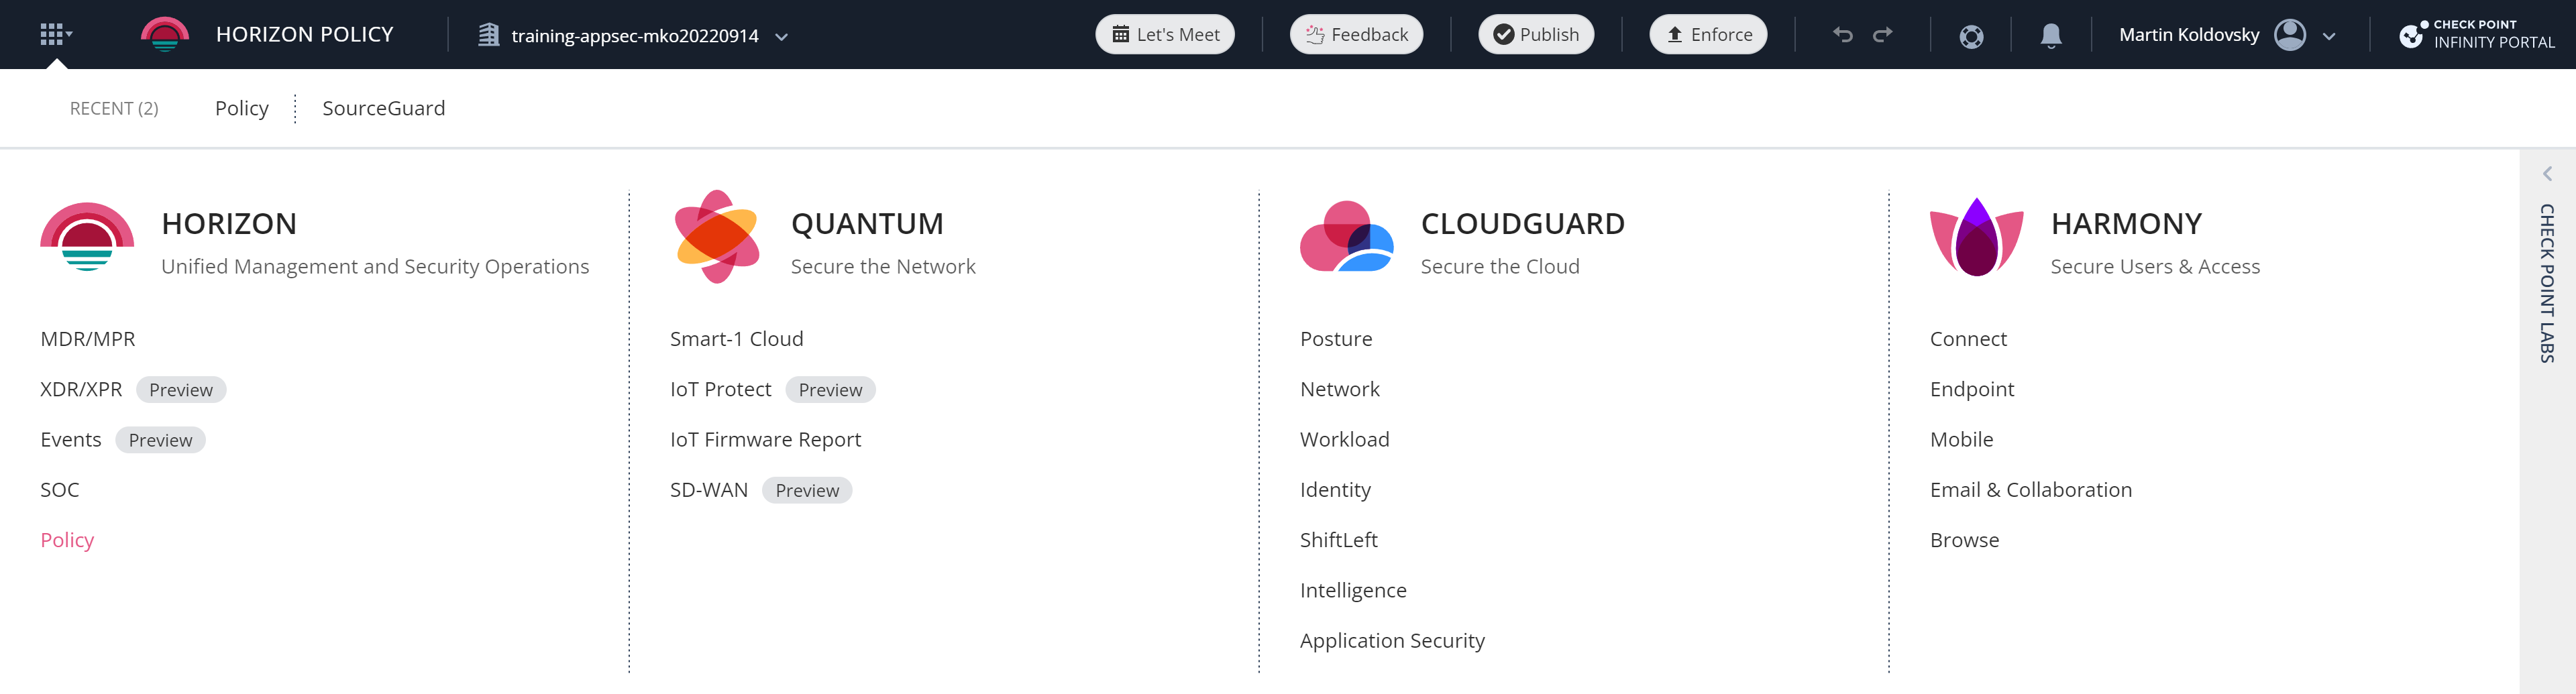 HORIZON POLICY
training-appsec-mko20220914
Let's Meet
Feedback
Publish
Enforce
Martin Koldovsky
CHECK POINT
INFINITY PORTAL
RECENT (2)
Policy
SourceGuard
HORIZON
Unified Management and Security Operations
MDR/MPR
XDR/XPR Preview
Events Preview
SOC
Policy
QUANTUM
Secure the Network
Smart-1 Cloud
IoT Protect Preview
IoT Firmware Report
SD-WAN Preview
CLOUDGUARD
Secure the Cloud
Posture
Network
Workload
Identity
ShiftLeft
Intelligence
Application Security
HARMONY
Secure Users & Access
Connect
Endpoint
Mobile
Email & Collaboration
Browse
CHECK POINT LABS